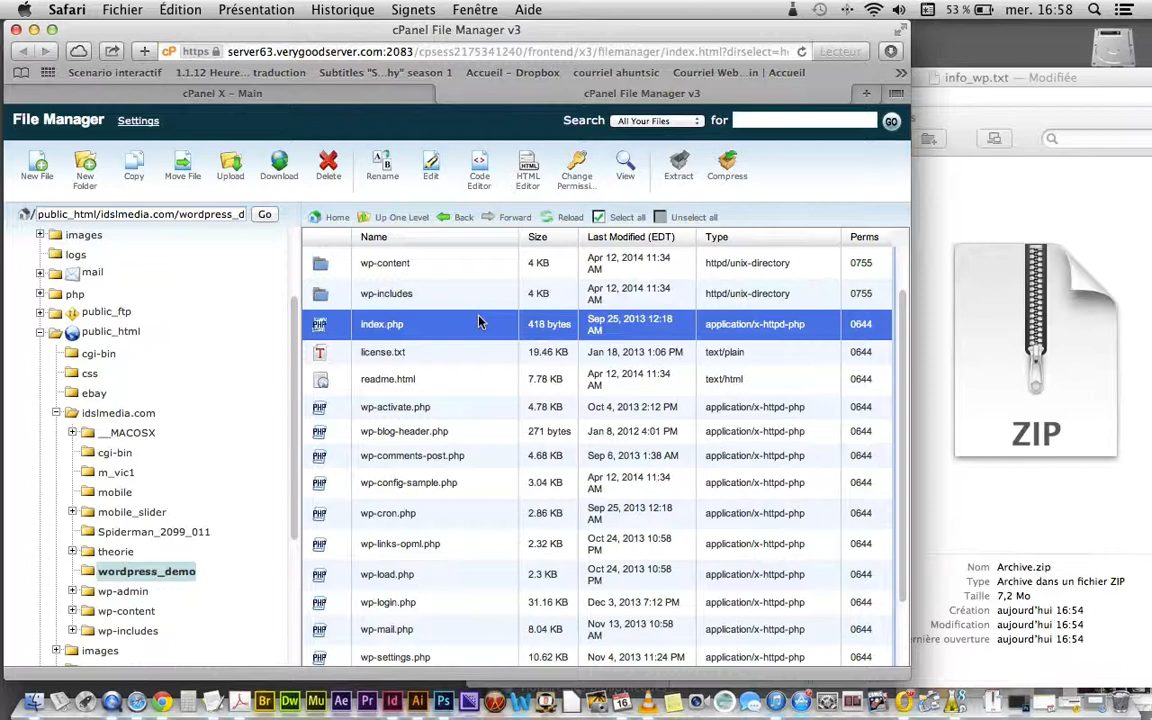 Safari Fichier Édition Présentation Historique Signets Fenêtre Aide 53 % mer. 16:58
cPanel File Manager v3
https server63.verygoodserver.com:2083/cpsess2175341240/frontend/x3/filemanager/index.html?dirselect=h Lecteur
Scenario interactif 1.1.12 Heure... traduction Subtitles "S...hy" season 1 Accueil - Dropbox courriel ahuntsic Courriel Web...in | Accueil
cPanel X - Main cPanel File Manager v3
info_wp.txt — Modifiée
File Manager Settings Search All Your Files for GO
New File
New Folder
Copy
Move File
Upload
Download
Delete
Rename
Edit
Code Editor
HTML Editor
Change Permissi...
View
Extract
Compress
/ public_html/idslmedia.com/wordpress_d Go
Home Up One Level Back Forward Reload Select all Unselect all
images
logs
mail
php
public_ftp
public_html
cgi-bin
css
ebay
idslmedia.com
__MACOSX
cgi-bin
m_vic1
mobile
mobile_slider
Spiderman_2099_011
theorie
wordpress_demo
wp-admin
wp-content
wp-includes
images
Name Size Last Modified (EDT) Type Perms
wp-content 4 KB Apr 12, 2014 11:34 AM httpd/unix-directory 0755
wp-includes 4 KB Apr 12, 2014 11:34 AM httpd/unix-directory 0755
index.php 418 bytes Sep 25, 2013 12:18 AM application/x-httpd-php 0644
license.txt 19.46 KB Jan 18, 2013 1:06 PM text/plain 0644
readme.html 7.78 KB Apr 12, 2014 11:34 AM text/html 0644
wp-activate.php 4.78 KB Oct 4, 2013 2:12 PM application/x-httpd-php 0644
wp-blog-header.php 271 bytes Jan 8, 2012 4:01 PM application/x-httpd-php 0644
wp-comments-post.php 4.68 KB Sep 6, 2013 1:38 AM application/x-httpd-php 0644
wp-config-sample.php 3.04 KB Apr 12, 2014 11:34 AM application/x-httpd-php 0644
wp-cron.php 2.86 KB Sep 25, 2013 12:18 AM application/x-httpd-php 0644
wp-links-opml.php 2.32 KB Oct 24, 2013 10:58 PM application/x-httpd-php 0644
wp-load.php 2.3 KB Oct 24, 2013 10:58 PM application/x-httpd-php 0644
wp-login.php 31.16 KB Dec 3, 2013 7:12 PM application/x-httpd-php 0644
wp-mail.php 8.04 KB Nov 13, 2013 10:58 AM application/x-httpd-php 0644
wp-settings.php 10.62 KB Nov 4, 2013 11:24 PM application/x-httpd-php 0644
ZIP
Nom Archive.zip
Type Archive dans un fichier ZIP
Taille 7,2 Mo
Création aujourd'hui 16:54
Modification aujourd'hui 16:54
ernière ouverture aujourd'hui 16:54
Br Dw Mu Ae Pr Id Ai Ps